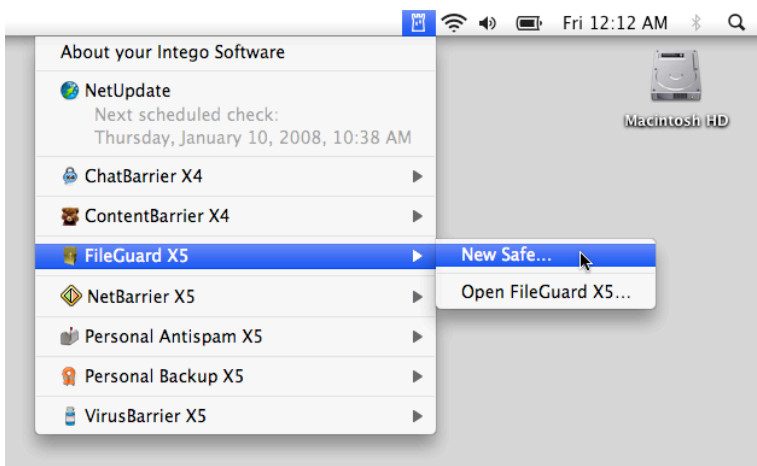 Fri 12:12 AM
About your Intego Software
NetUpdate
Next scheduled check:
Thursday, January 10, 2008, 10:38 AM
Macintosh HD
ChatBarrier X4
ContentBarrier X4
FileGuard X5
New Safe...
Open FileGuard X5...
NetBarrier X5
Personal Antispam X5
Personal Backup X5
VirusBarrier X5